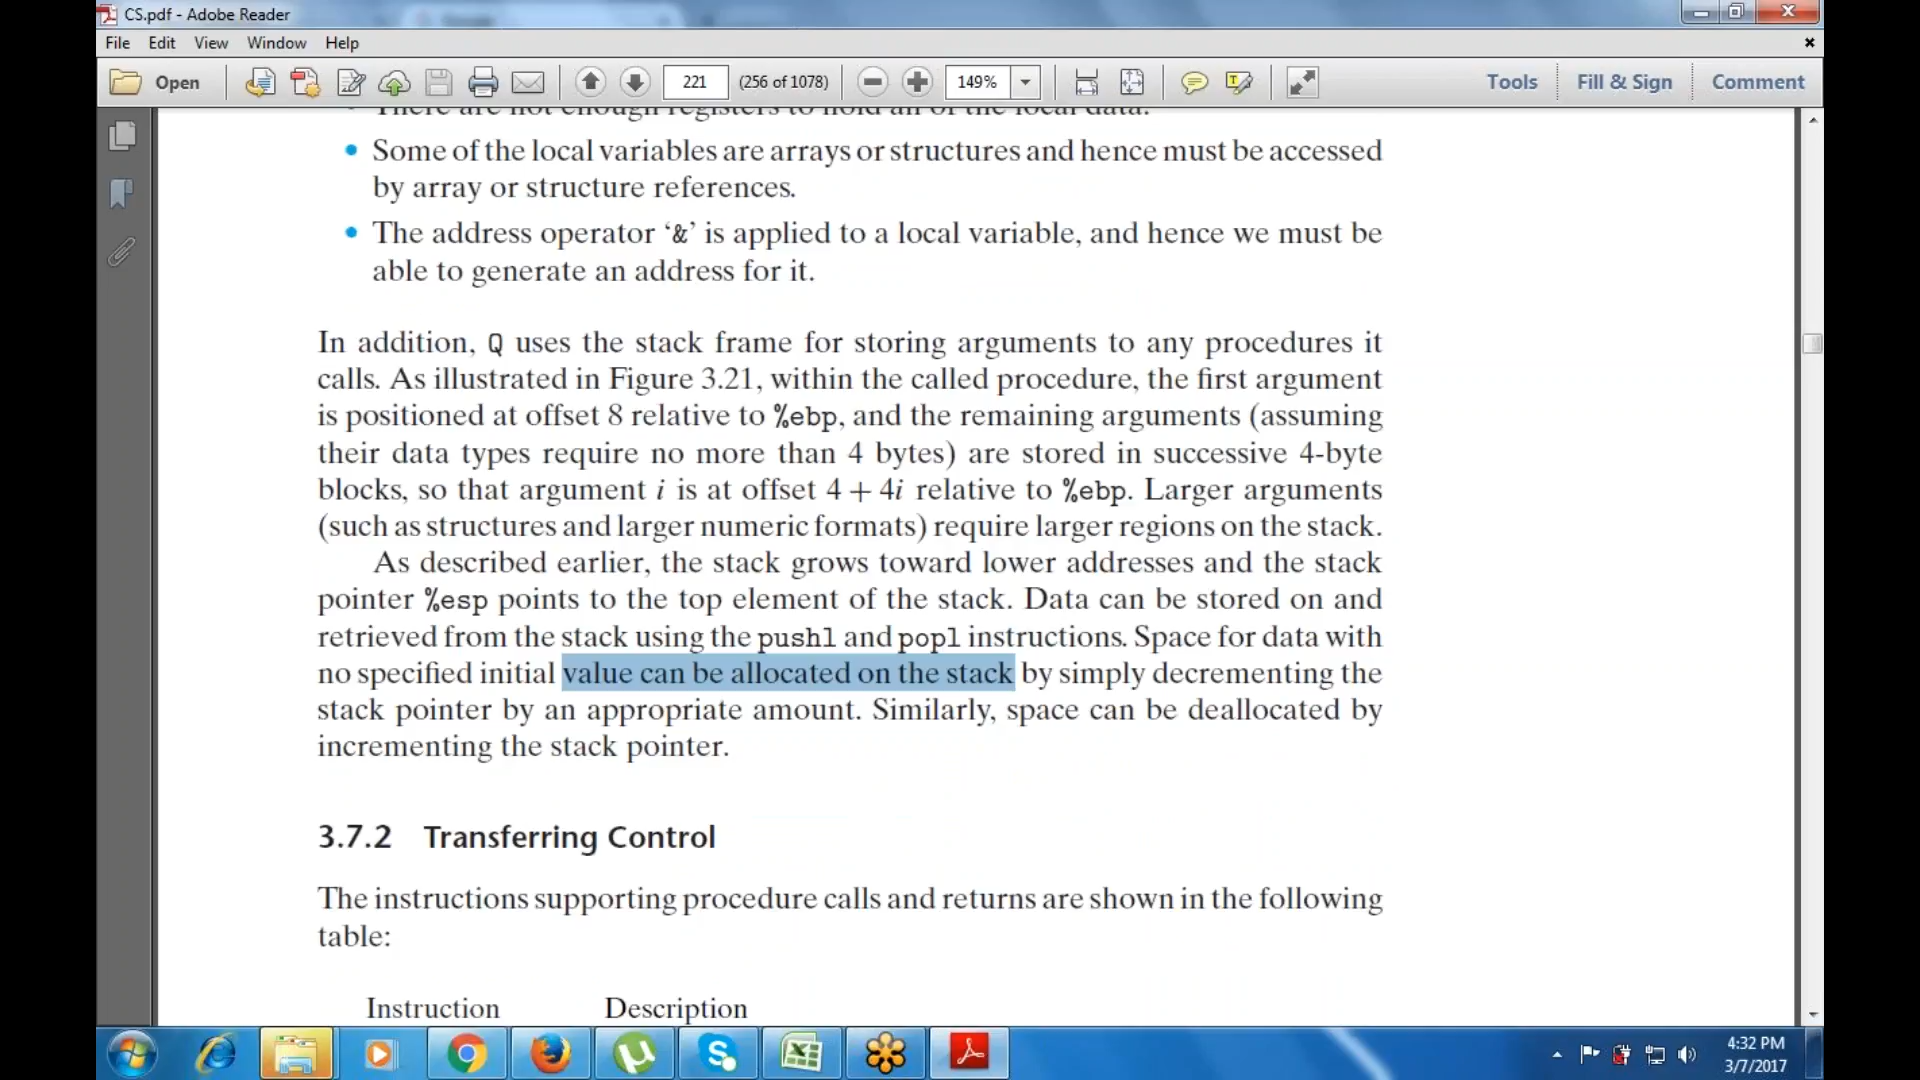 CS.pdf - Adobe Reader
File Edit View Window Help
Open 221 (256 of 1078) 149% Tools Fill & Sign Comment
There are not enough registers to hold all of the local data.
• Some of the local variables are arrays or structures and hence must be accessed
by array or structure references.
• The address operator ‘&’ is applied to a local variable, and hence we must be
able to generate an address for it.
In addition, Q uses the stack frame for storing arguments to any procedures it
calls. As illustrated in Figure 3.21, within the called procedure, the first argument
is positioned at offset 8 relative to %ebp, and the remaining arguments (assuming
their data types require no more than 4 bytes) are stored in successive 4-byte
blocks, so that argument i is at offset 4 + 4i relative to %ebp. Larger arguments
(such as structures and larger numeric formats) require larger regions on the stack.
As described earlier, the stack grows toward lower addresses and the stack
pointer %esp points to the top element of the stack. Data can be stored on and
retrieved from the stack using the pushl and popl instructions. Space for data with
no specified initial value can be allocated on the stack by simply decrementing the
stack pointer by an appropriate amount. Similarly, space can be deallocated by
incrementing the stack pointer.
3.7.2 Transferring Control
The instructions supporting procedure calls and returns are shown in the following
table:
Instruction Description
4:32 PM
3/7/2017